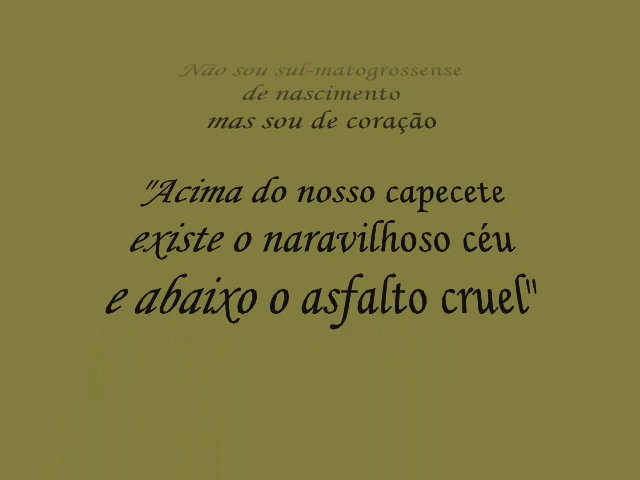 Não sou sul-matogrossense
de nascimento
mas sou de coração
"Acima do nosso capecete
existe o naravilhoso céu
e abaixo o asfalto cruel"